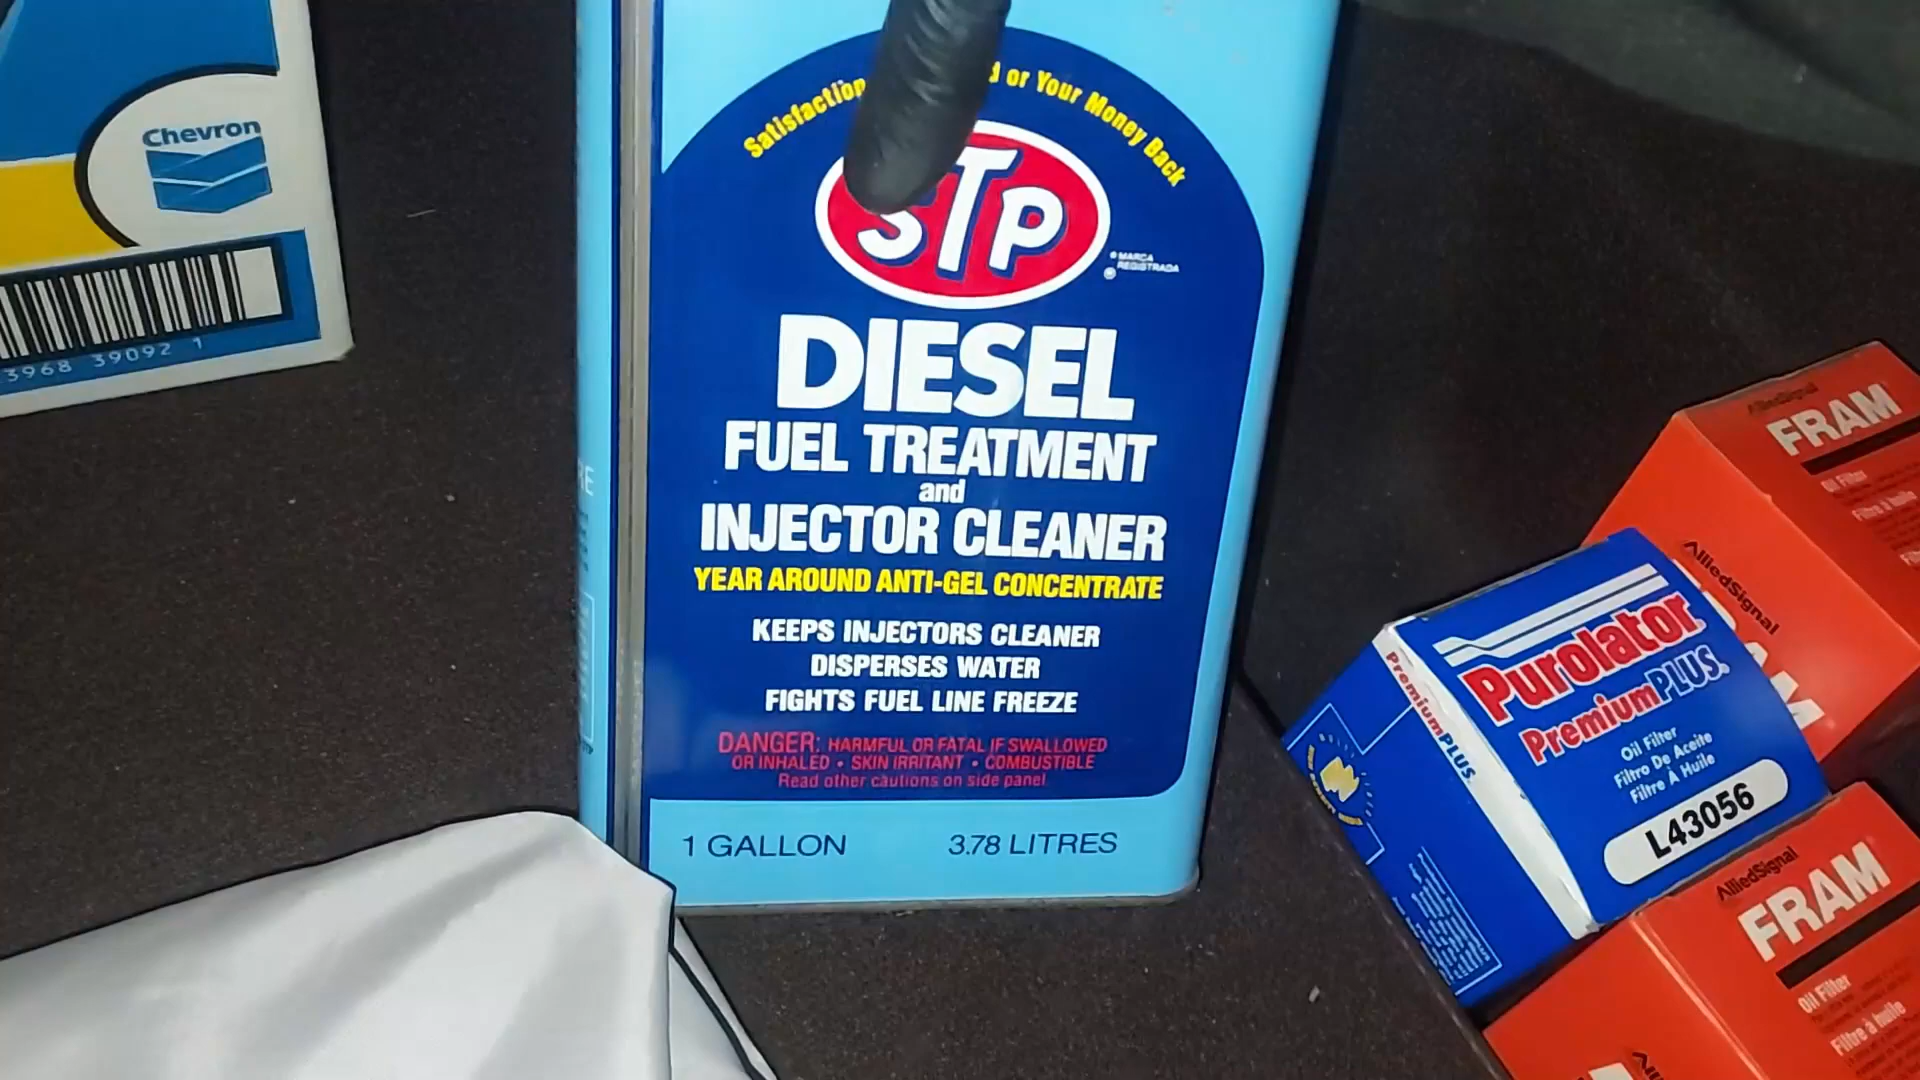 Chevron
3968 39092 1
Satisfaction
or Your Money Back
STP
MARCA
REGISTRADA
DIESEL
FUEL TREATMENT
and
INJECTOR CLEANER
YEAR AROUND ANTI-GEL CONCENTRATE
KEEPS INJECTORS CLEANER
DISPERSES WATER
FIGHTS FUEL LINE FREEZE
DANGER: HARMFUL OR FATAL IF SWALLOWED
OR INHALED • SKIN IRRITANT • COMBUSTIBLE
Read other cautions on side panel
1 GALLON 3.78 LITRES
AlliedSignal
FRAM
Oil Filter
Filtre à huile
AlliedSignal
Purolator
PremiumPLUS
Oil Filter
Filtro De Aceite
Filtre À Huile
L43056
PremiumPLUS
AlliedSignal
FRAM
Oil Filter
Filtre à huile